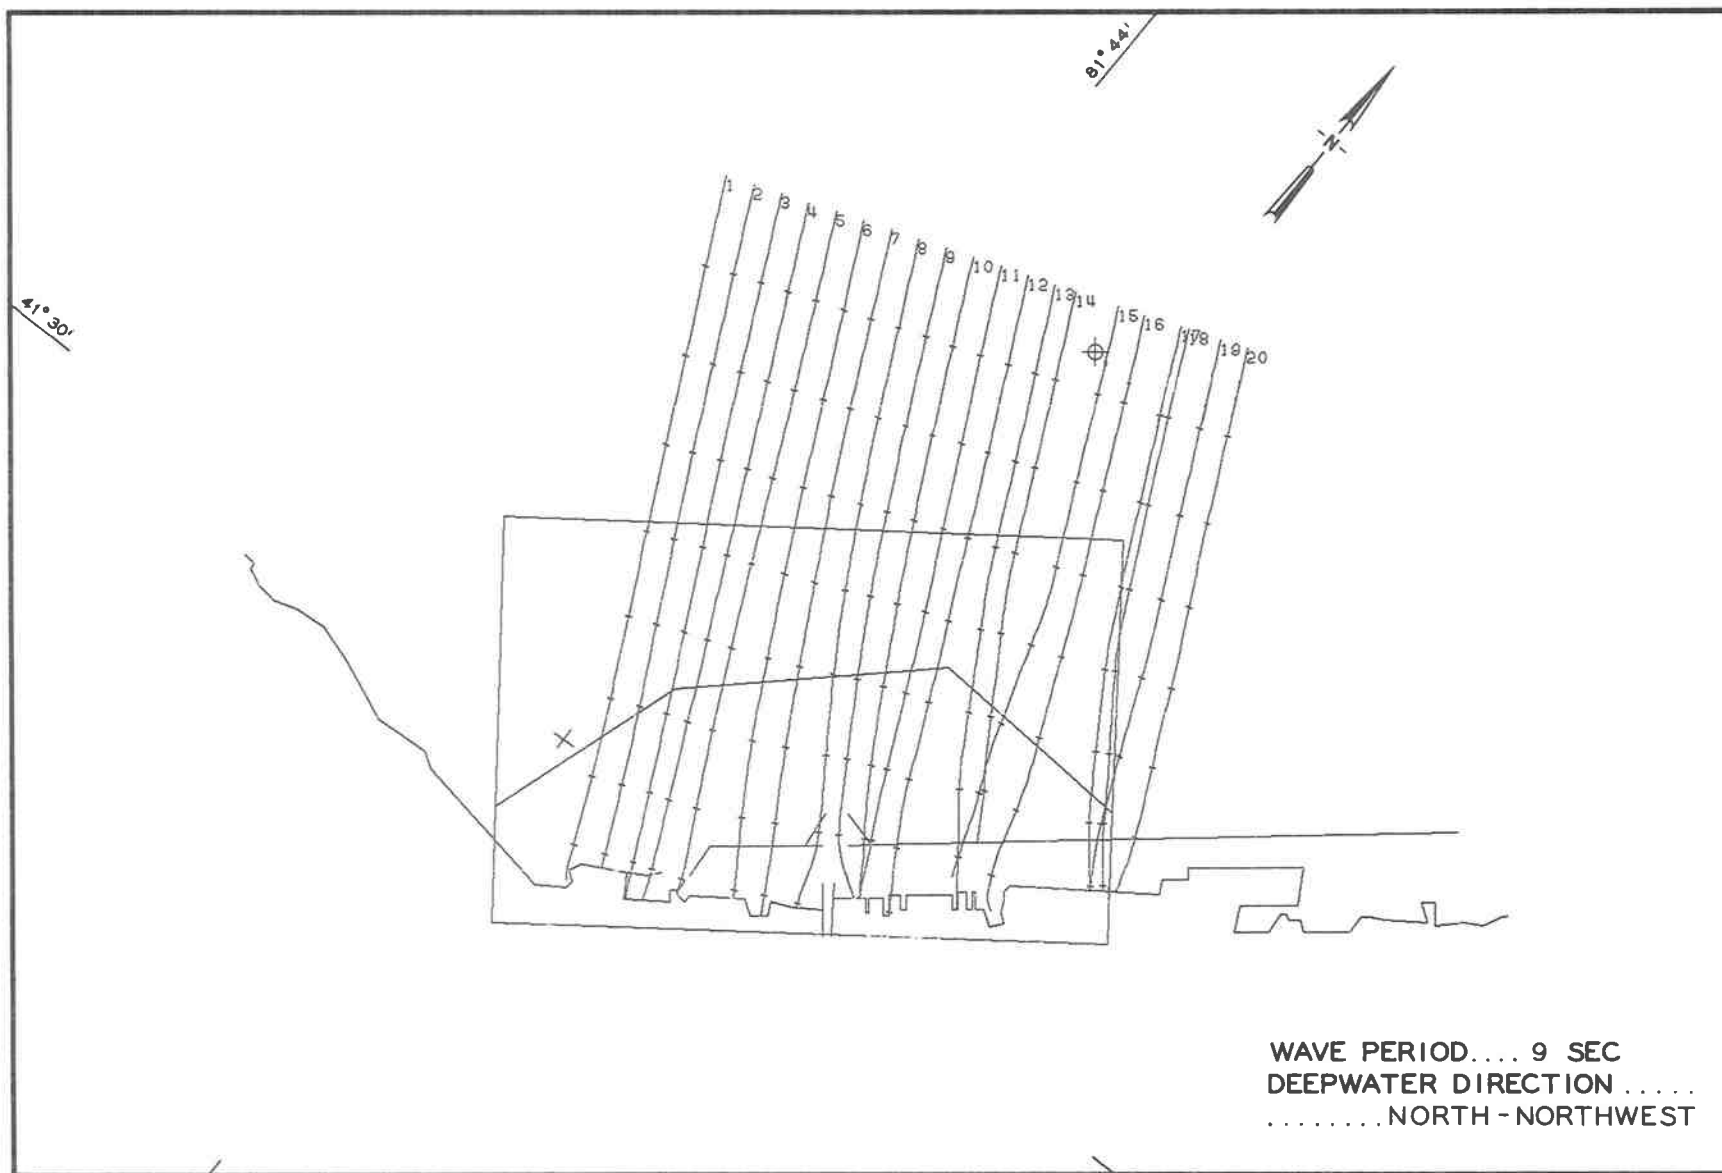 81° 44'
N
41° 30'
1 2 3 4 5 6 7 8 9 10 11 12 13 14 15 16 17 18 19 20
WAVE PERIOD.... 9 SEC
DEEPWATER DIRECTION .....
........NORTH-NORTHWEST